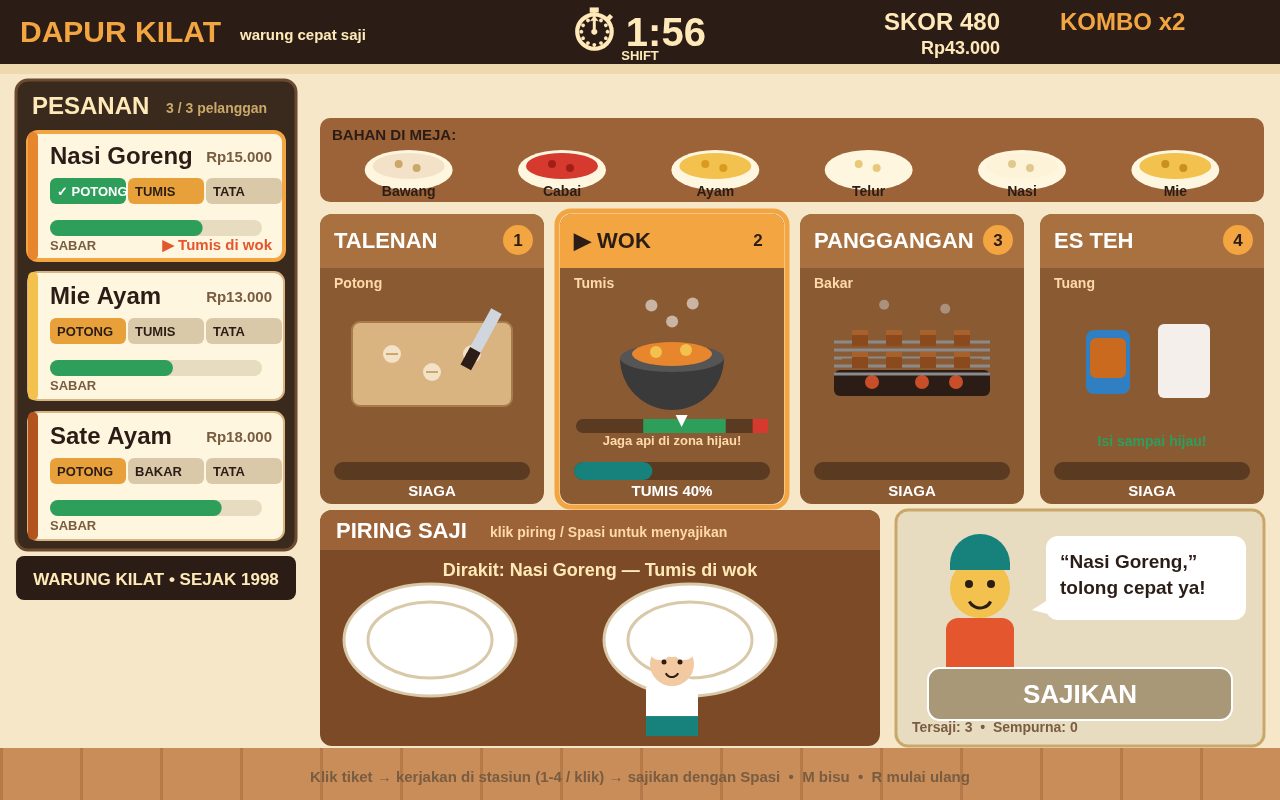 DAPUR KILAT warung cepat saji
1:56
SHIFT
SKOR 480
Rp43.000
KOMBO x2
PESANAN 3 / 3 pelanggan
Nasi Goreng Rp15.000
✓ POTONG TUMIS TATA
SABAR ▶ Tumis di wok
Mie Ayam Rp13.000
POTONG TUMIS TATA
SABAR
Sate Ayam Rp18.000
POTONG BAKAR TATA
SABAR
WARUNG KILAT • SEJAK 1998
BAHAN DI MEJA:
Bawang Cabai Ayam Telur Nasi Mie
TALENAN 1
Potong
SIAGA
▶ WOK 2
Tumis
Jaga api di zona hijau!
TUMIS 40%
PANGGANGAN 3
Bakar
SIAGA
ES TEH 4
Tuang
Isi sampai hijau!
SIAGA
PIRING SAJI klik piring / Spasi untuk menyajikan
Dirakit: Nasi Goreng — Tumis di wok
“Nasi Goreng,”
tolong cepat ya!
SAJIKAN
Tersaji: 3 • Sempurna: 0
Klik tiket → kerjakan di stasiun (1-4 / klik) → sajikan dengan Spasi • M bisu • R mulai ulang